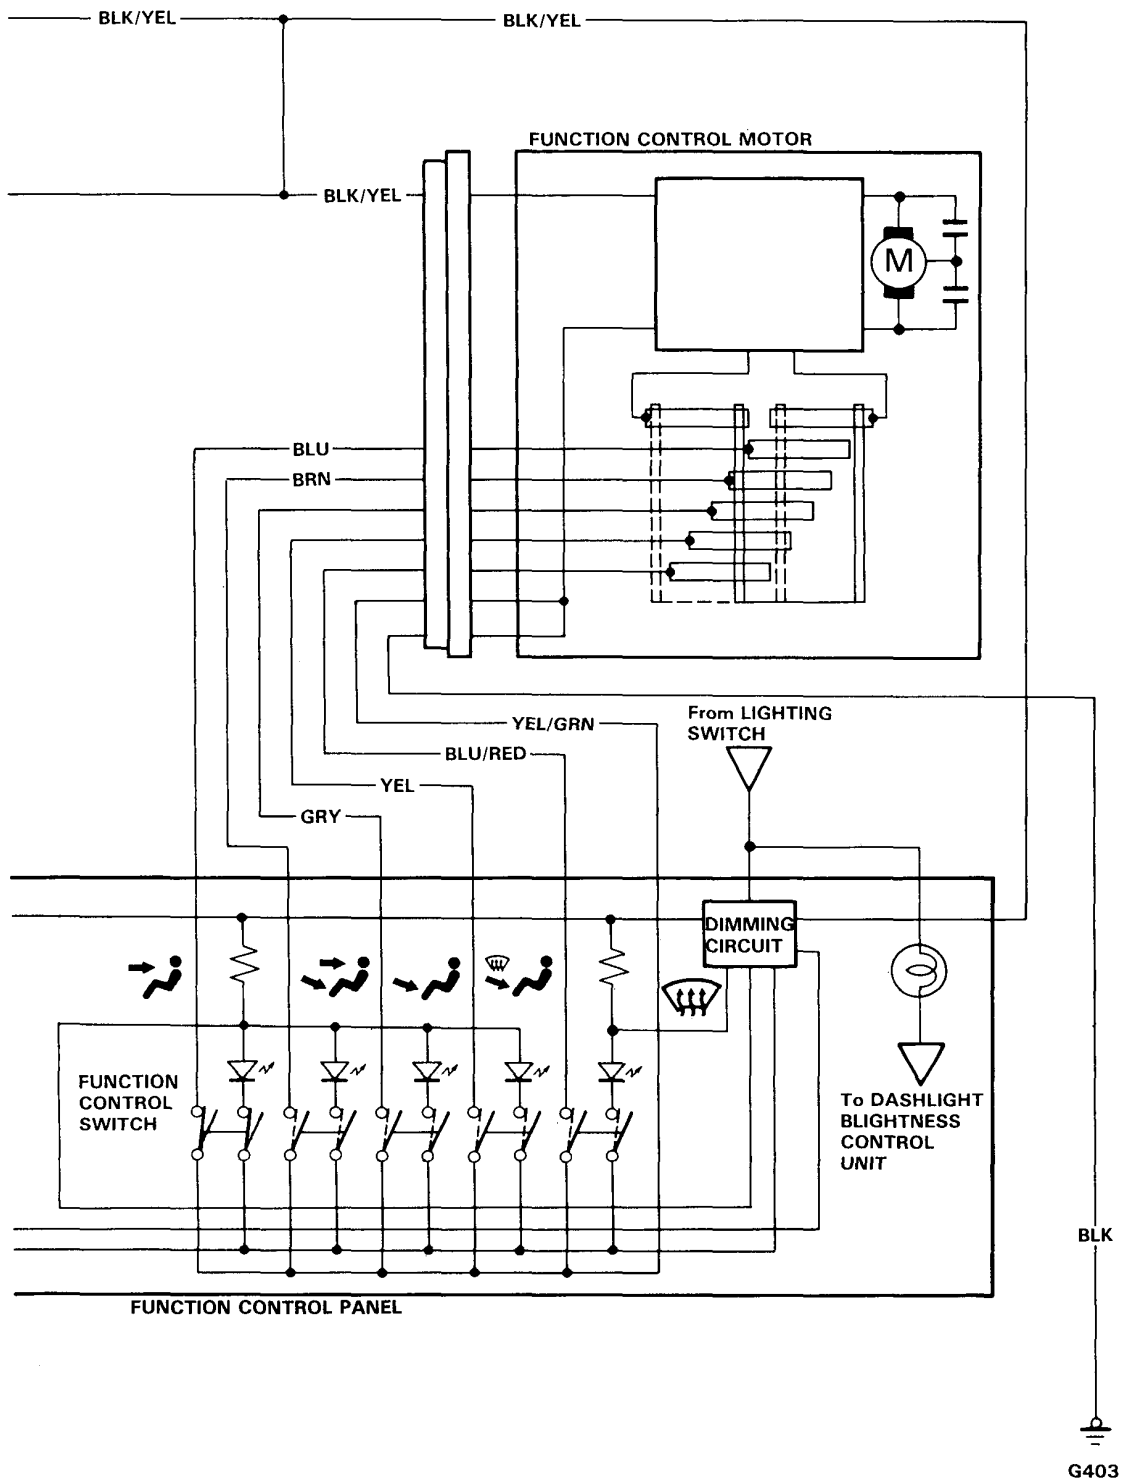 BLK/YEL
BLK/YEL
FUNCTION CONTROL MOTOR
BLK/YEL
M
BLU
BRN
From LIGHTING
SWITCH
YEL/GRN
BLU/RED
YEL
GRY
DIMMING
CIRCUIT
FUNCTION
CONTROL
SWITCH
To DASHLIGHT
BLIGHTNESS
CONTROL
UNIT
BLK
FUNCTION CONTROL PANEL
G403